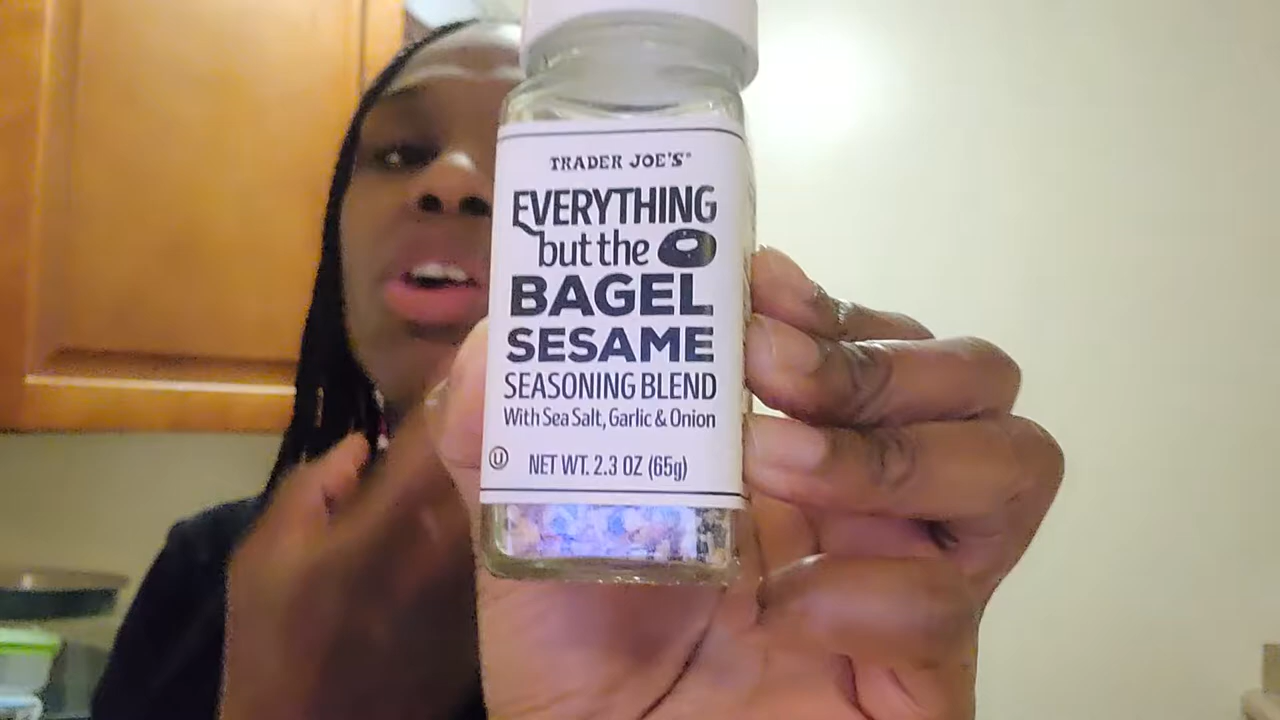 TRADER JOE'S®
EVERYTHING
but the
BAGEL
SESAME
SEASONING BLEND
With Sea Salt, Garlic & Onion
U NET WT. 2.3 OZ (65g)